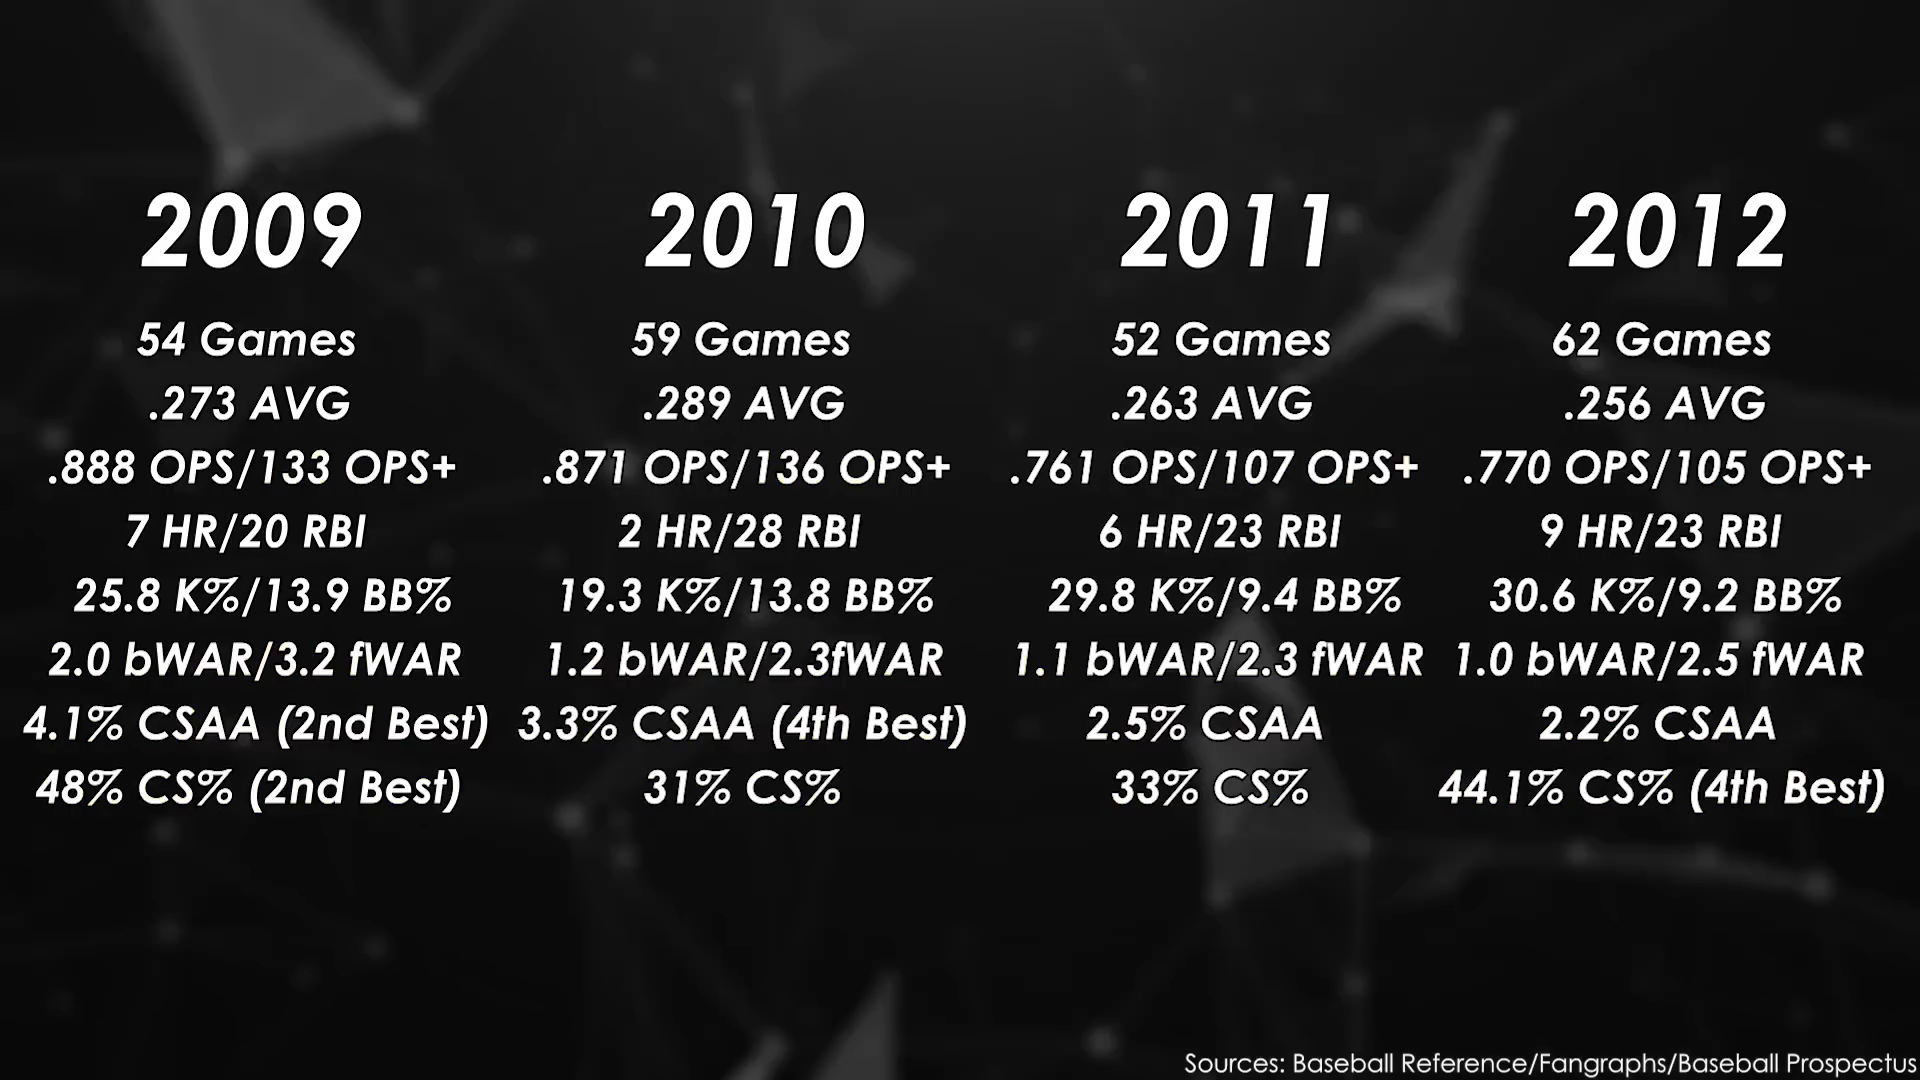 2009
54 Games
.273 AVG
.888 OPS/133 OPS+
7 HR/20 RBI
25.8 K%/13.9 BB%
2.0 bWAR/3.2 fWAR
4.1% CSAA (2nd Best)
48% CS% (2nd Best)
2010
59 Games
.289 AVG
.871 OPS/136 OPS+
2 HR/28 RBI
19.3 K%/13.8 BB%
1.2 bWAR/2.3fWAR
3.3% CSAA (4th Best)
31% CS%
2011
52 Games
.263 AVG
.761 OPS/107 OPS+
6 HR/23 RBI
29.8 K%/9.4 BB%
1.1 bWAR/2.3 fWAR
2.5% CSAA
33% CS%
2012
62 Games
.256 AVG
.770 OPS/105 OPS+
9 HR/23 RBI
30.6 K%/9.2 BB%
1.0 bWAR/2.5 fWAR
2.2% CSAA
44.1% CS% (4th Best)
Sources: Baseball Reference/Fangraphs/Baseball Prospectus